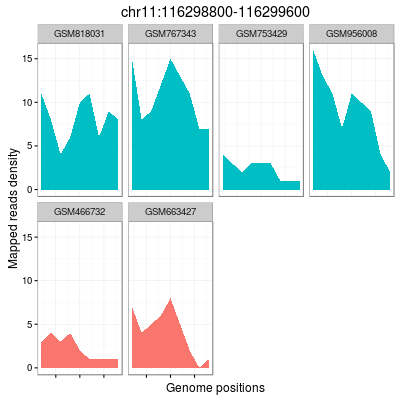 chr11:116298800-116299600
GSM818031 GSM767343 GSM753429 GSM956008
15
10
5
0
GSM466732 GSM663427
15
10
5
0
Mapped reads density
Genome positions